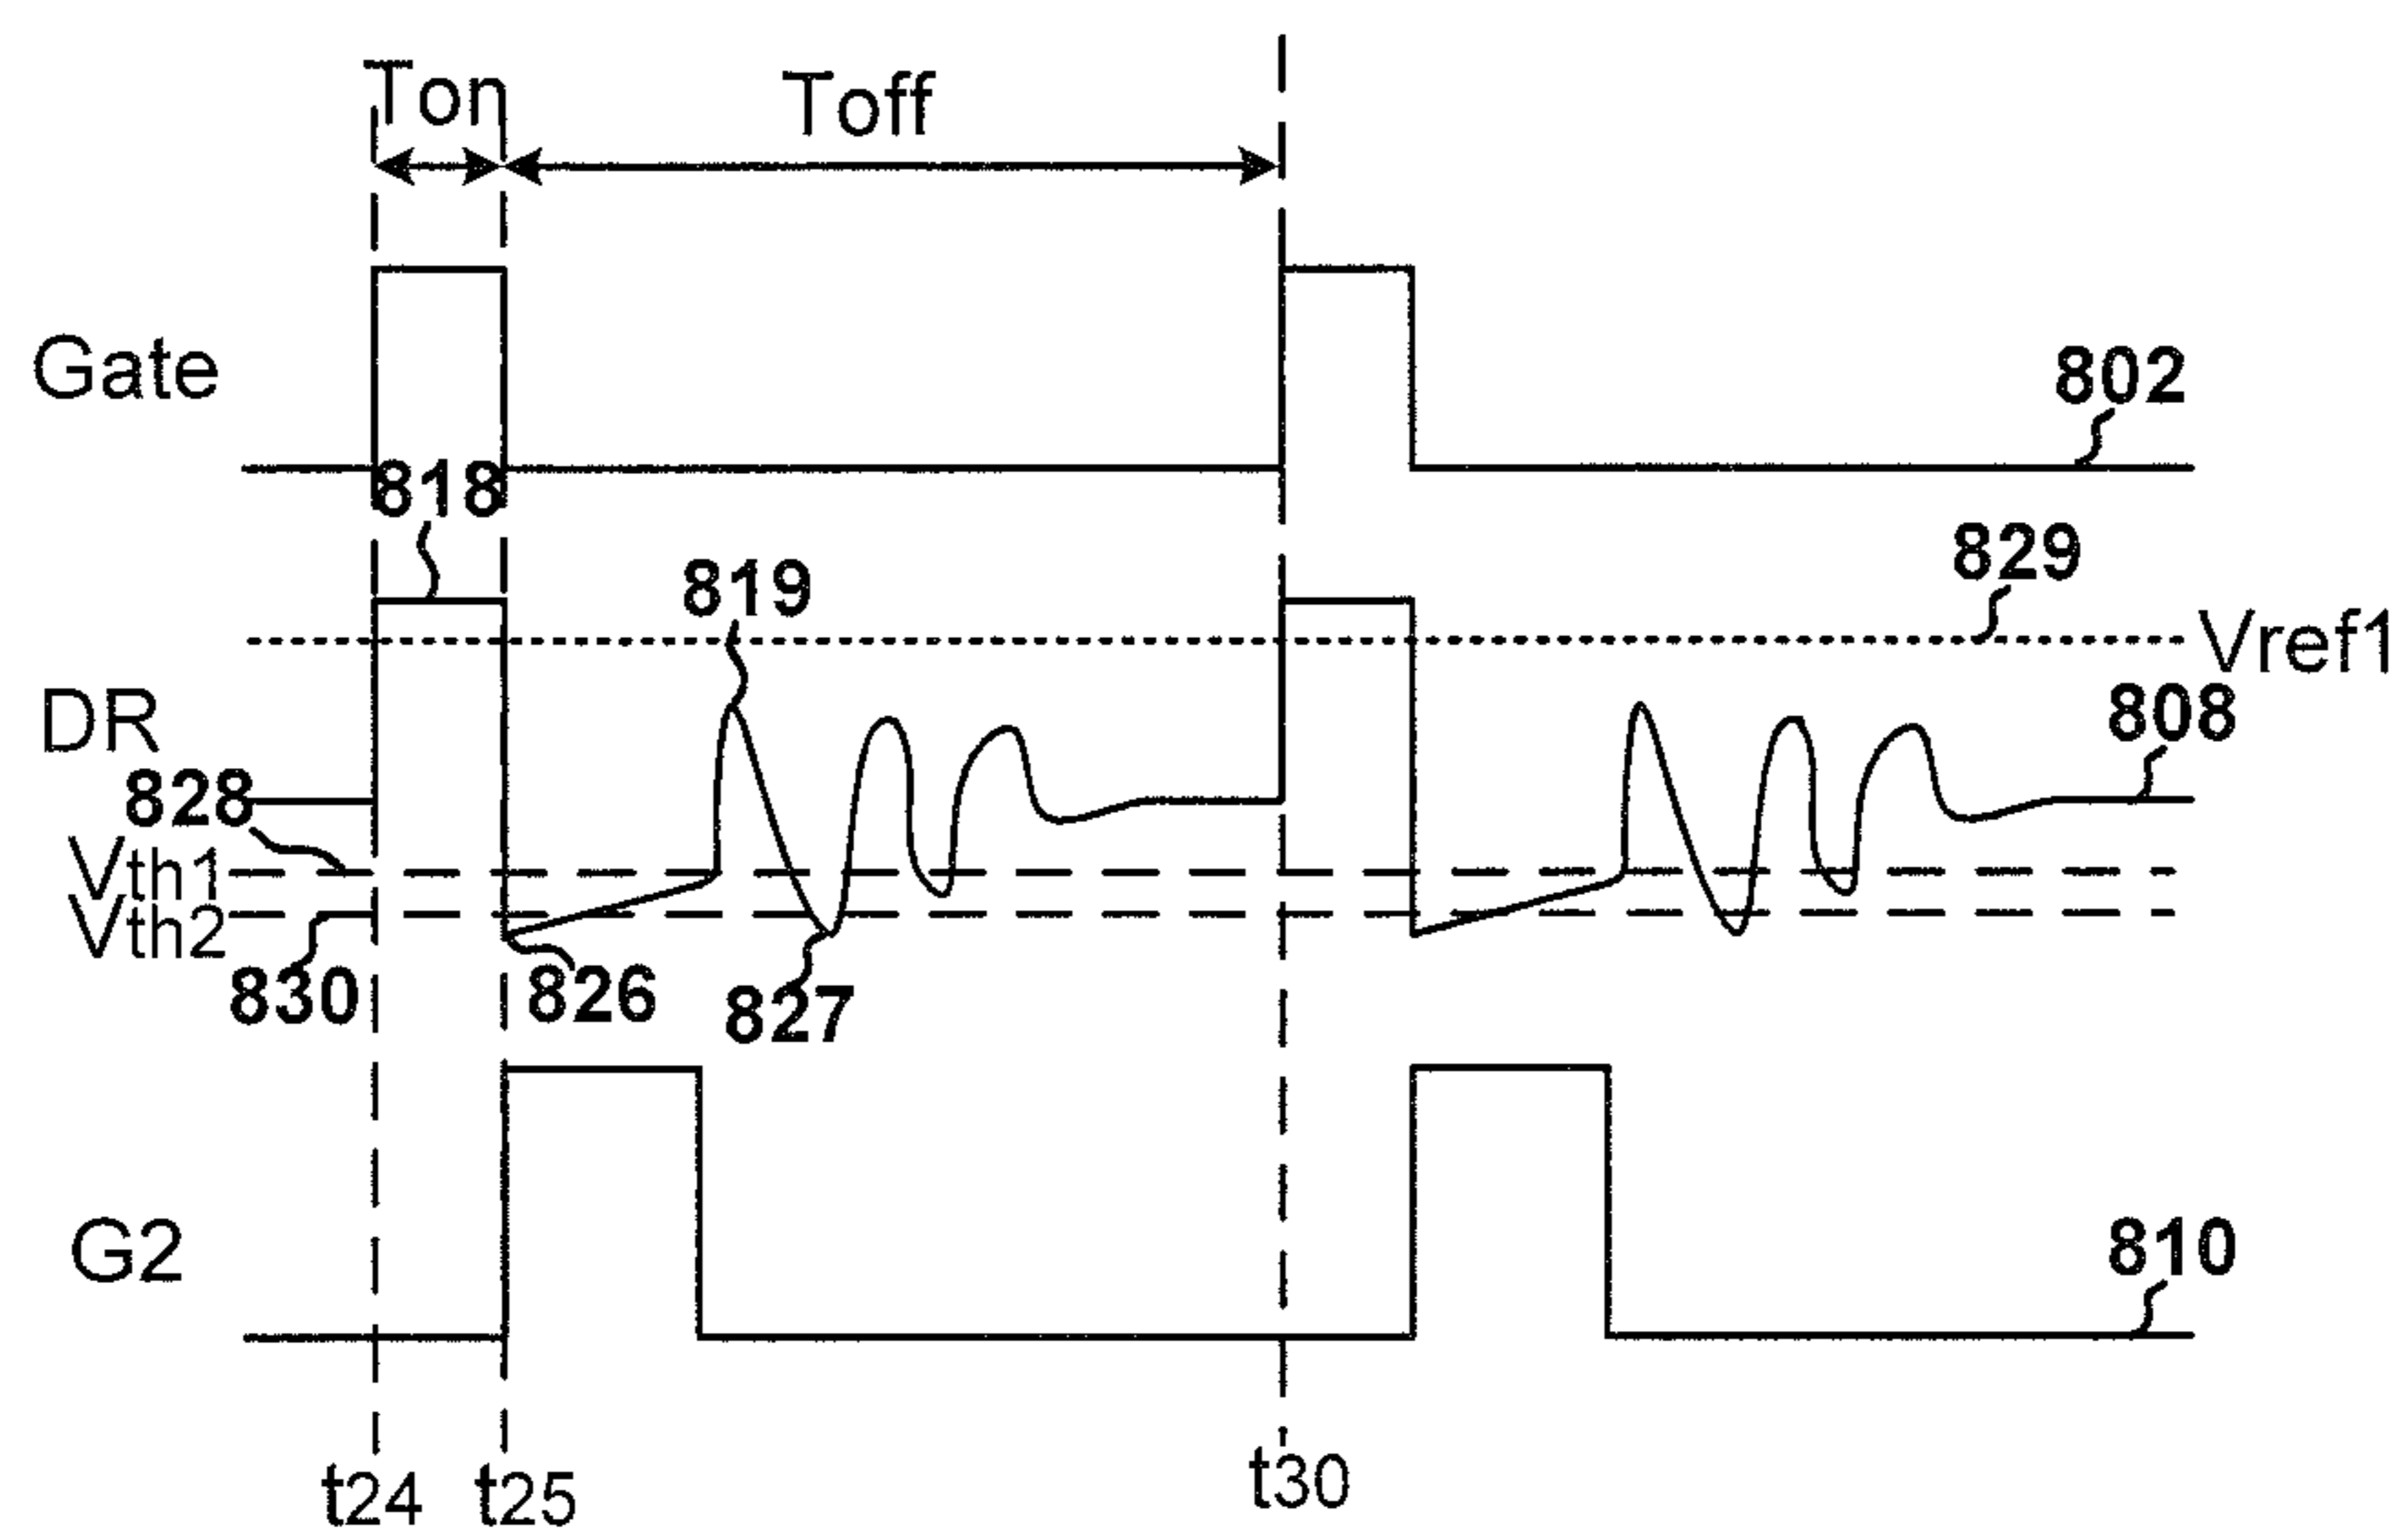 Ton
Toff
Gate
802
818
829
819
Vref1
DR
808
828
Vth1
Vth2
830
826
827
G2
810
t24
t25
t30